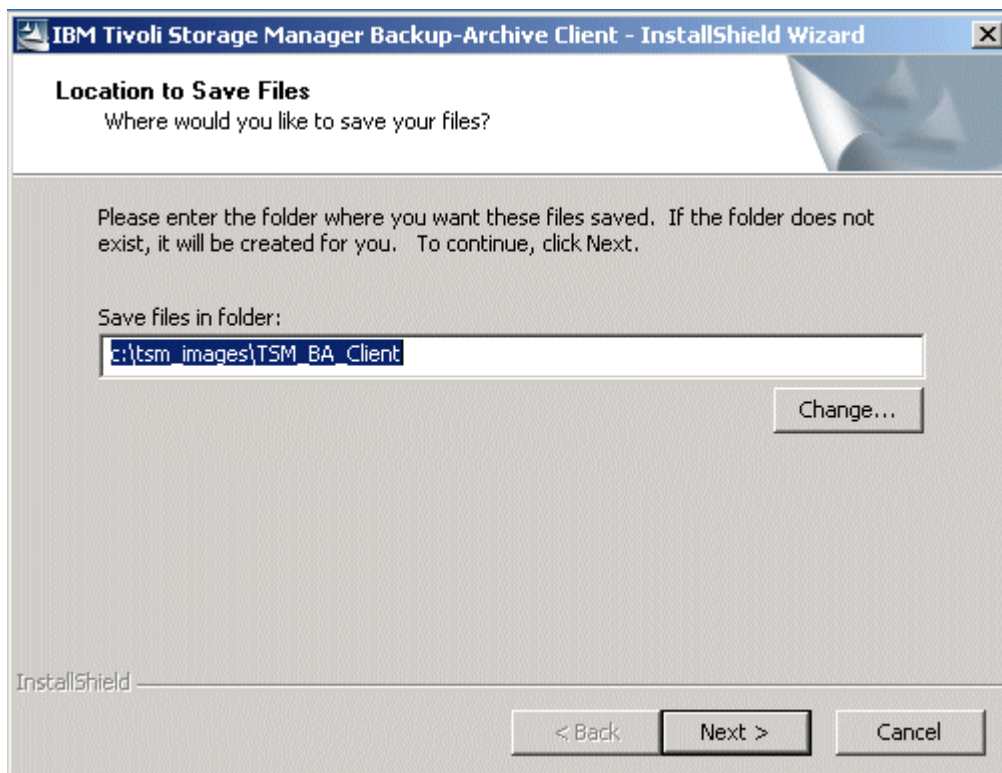 IBM Tivoli Storage Manager Backup-Archive Client - InstallShield Wizard
Location to Save Files
Where would you like to save your files?
Please enter the folder where you want these files saved.  If the folder does not
exist, it will be created for you.   To continue, click Next.
Save files in folder:
c:\tsm_images\TSM_BA_Client
Change...
InstallShield
< Back
Next >
Cancel